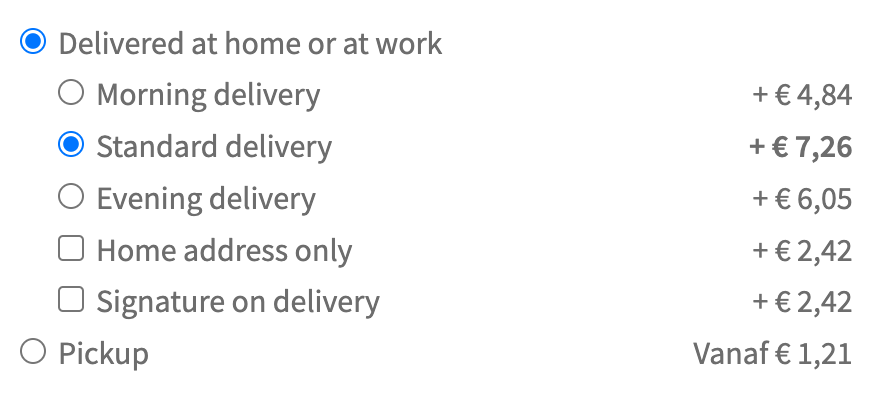 Delivered at home or at work
Morning delivery + € 4,84
Standard delivery + € 7,26
Evening delivery + € 6,05
Home address only + € 2,42
Signature on delivery + € 2,42
Pickup Vanaf € 1,21